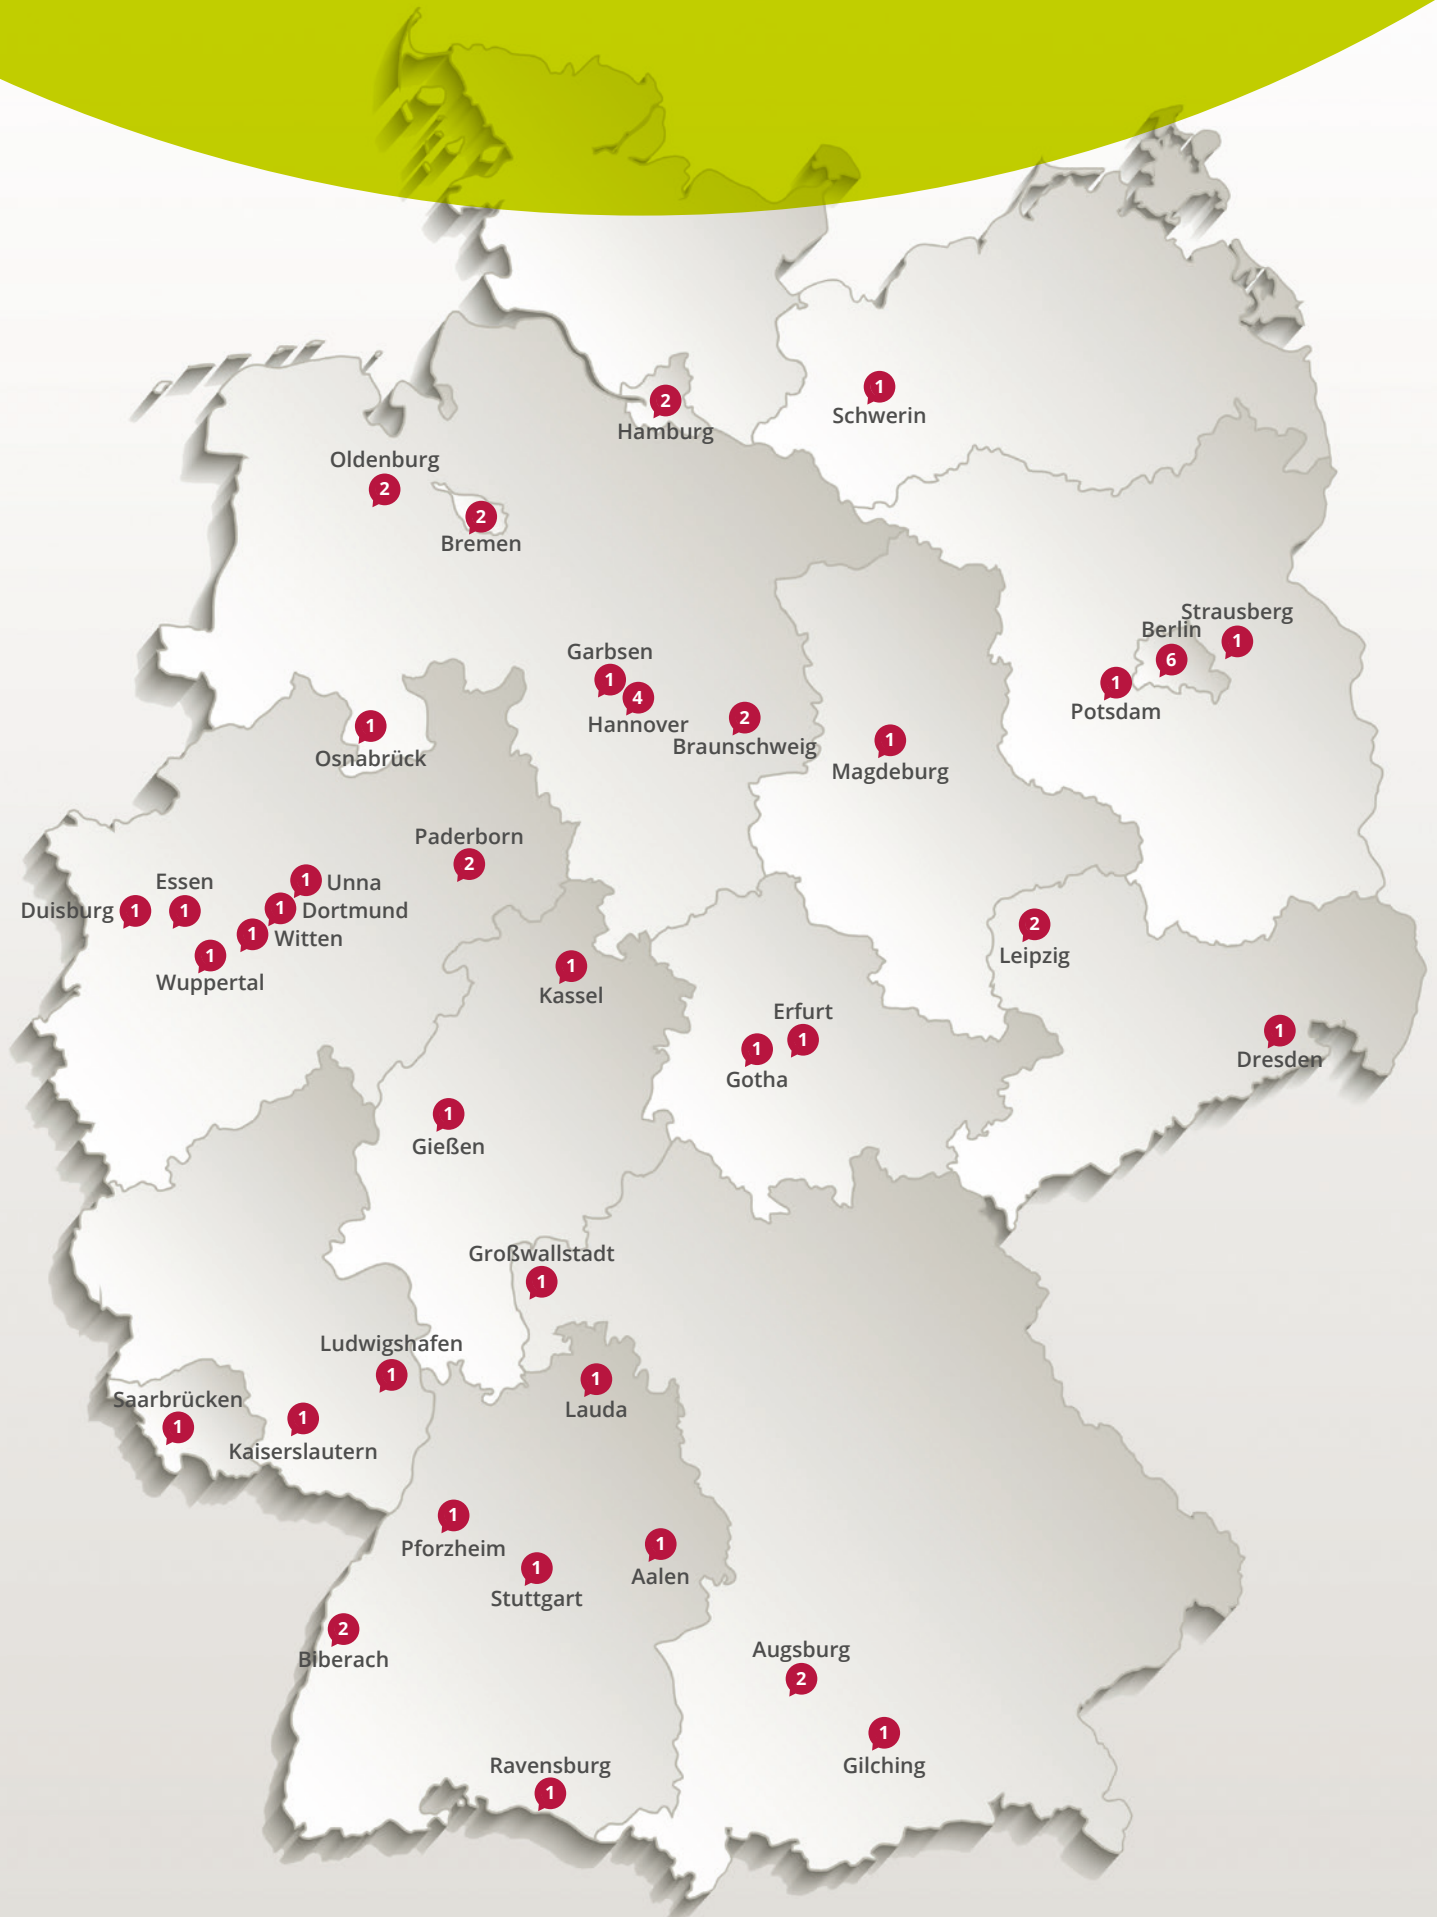 1
Schwerin
2
Hamburg
Oldenburg
2
2
Bremen
Strausberg
1
Berlin
6
1
Potsdam
Garbsen
1
4
Hannover
2
Braunschweig
1
Osnabrück
1
Magdeburg
Paderborn
2
Essen
1
1 Unna
Duisburg 1
1 Dortmund
1 Witten
1
Wuppertal
2
Leipzig
1
Kassel
Erfurt
1
1
Gotha
1
Dresden
1
Gießen
Großwallstadt
1
Ludwigshafen
1
1
Lauda
Saarbrücken
1
1
Kaiserslautern
1
Pforzheim
1
Stuttgart
1
Aalen
2
Biberach
Augsburg
2
1
Gilching
Ravensburg
1